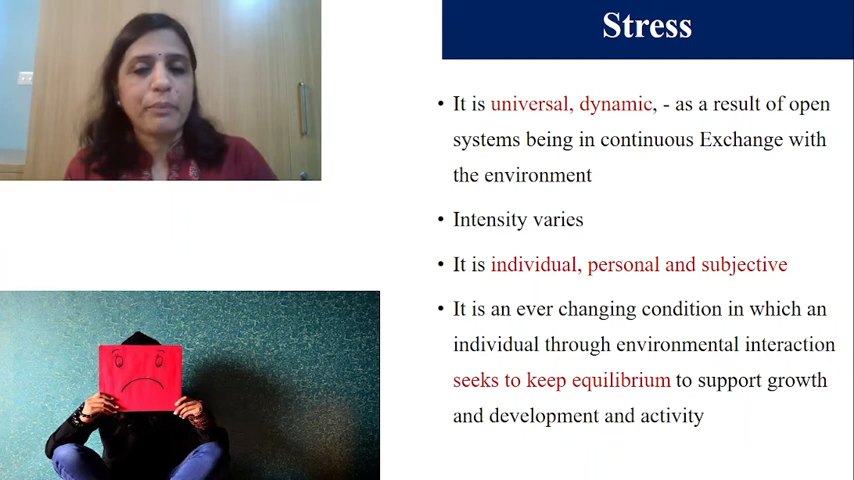 Stress
• It is universal, dynamic, - as a result of open
systems being in continuous Exchange with
the environment
• Intensity varies
• It is individual, personal and subjective
• It is an ever changing condition in which an
individual through environmental interaction
seeks to keep equilibrium to support growth
and development and activity